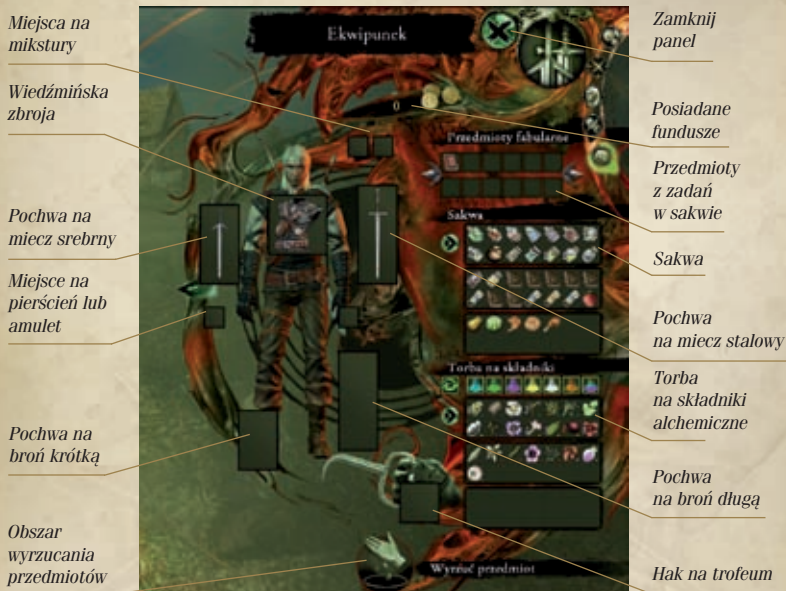 Miejsca na
mikstury
Wiedźmińska
zbroja
Pochwa na
miecz srebrny
Miejsce na
pierścień lub
amulet
Pochwa na
broń krótką
Obszar
wyrzucania
przedmiotów
Ekwipunek
0
Przedmioty fabularne
Sakwa
Torba na składniki
Wyrzuć przedmiot
Zamknij
panel
Posiadane
fundusze
Przedmioty
z zadań
w sakwie
Sakwa
Pochwa
na miecz stalowy
Torba
na składniki
alchemiczne
Pochwa
na broń długą
Hak na trofeum